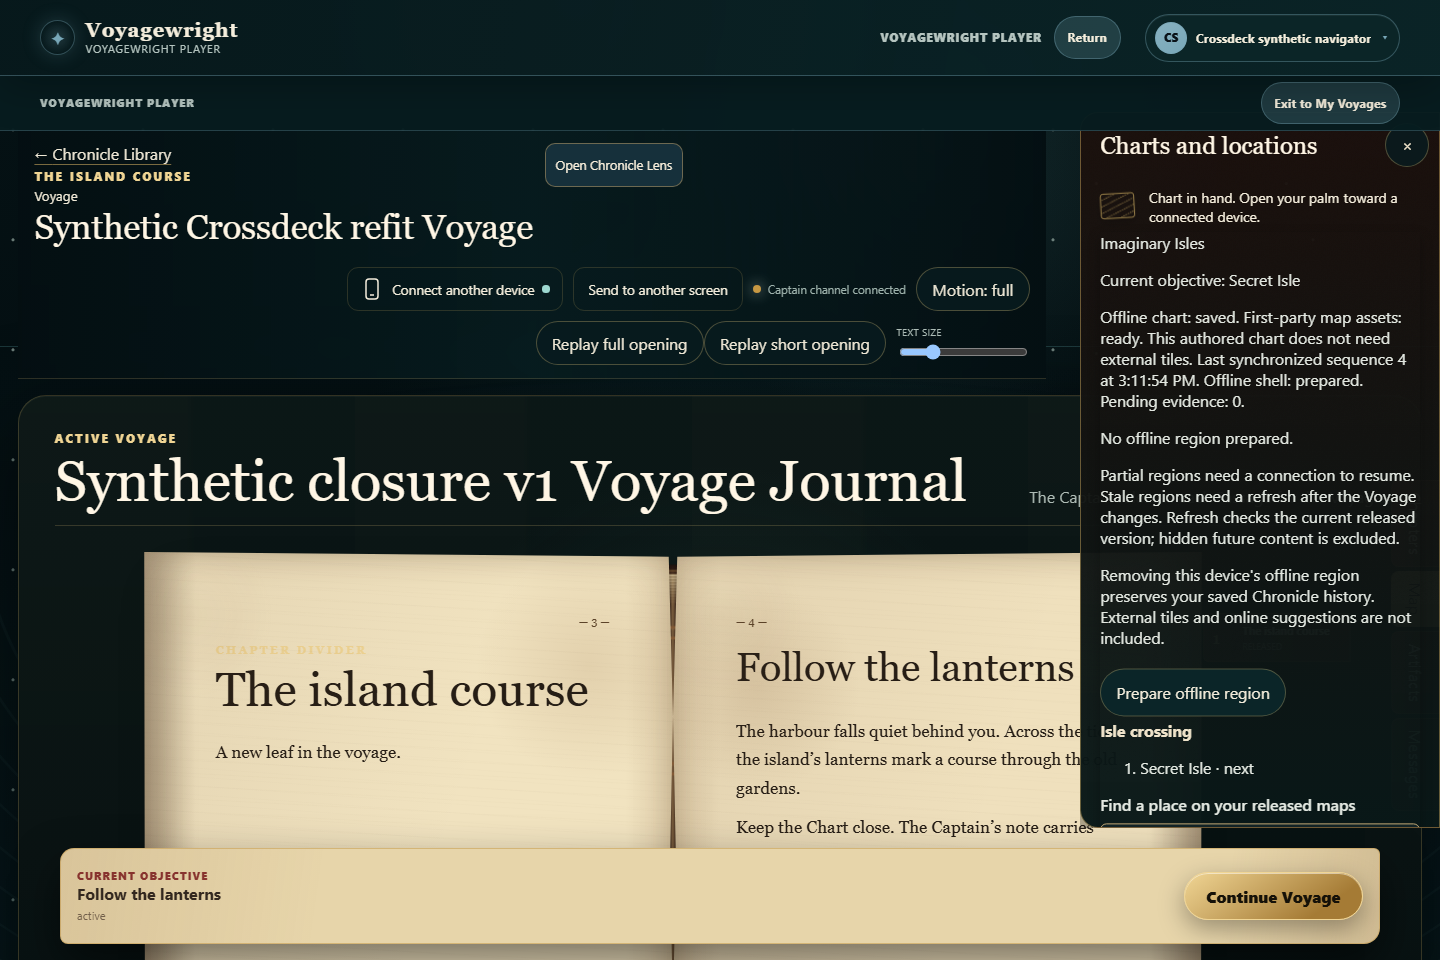 Voyagewright
VOYAGEWRIGHT PLAYER
VOYAGEWRIGHT PLAYER
Return
CS
Crossdeck synthetic navigator
VOYAGEWRIGHT PLAYER
Exit to My Voyages
← Chronicle Library
THE ISLAND COURSE
Voyage
Synthetic Crossdeck refit Voyage
Open Chronicle Lens
Connect another device
Send to another screen
Captain channel connected
Motion: full
Replay full opening
Replay short opening
TEXT SIZE
ACTIVE VOYAGE
Synthetic closure v1 Voyage Journal
The Cap
— 3 —
CHAPTER DIVIDER
The island course
A new leaf in the voyage.
— 4 —
Follow the lanterns
The harbour falls quiet behind you. Across the
the island’s lanterns mark a course through the old
gardens.
Keep the Chart close. The Captain’s note carries
Charts and locations
×
Chart in hand. Open your palm toward a
connected device.
Imaginary Isles
Current objective: Secret Isle
Offline chart: saved. First-party map assets:
ready. This authored chart does not need
external tiles. Last synchronized sequence 4
at 3:11:54 PM. Offline shell: prepared.
Pending evidence: 0.
No offline region prepared.
Partial regions need a connection to resume.
Stale regions need a refresh after the Voyage
changes. Refresh checks the current released
version; hidden future content is excluded.
Removing this device's offline region
preserves your saved Chronicle history.
External tiles and online suggestions are not
included.
Prepare offline region
Isle crossing
1. Secret Isle · next
Find a place on your released maps
CURRENT OBJECTIVE
Follow the lanterns
active
Continue Voyage